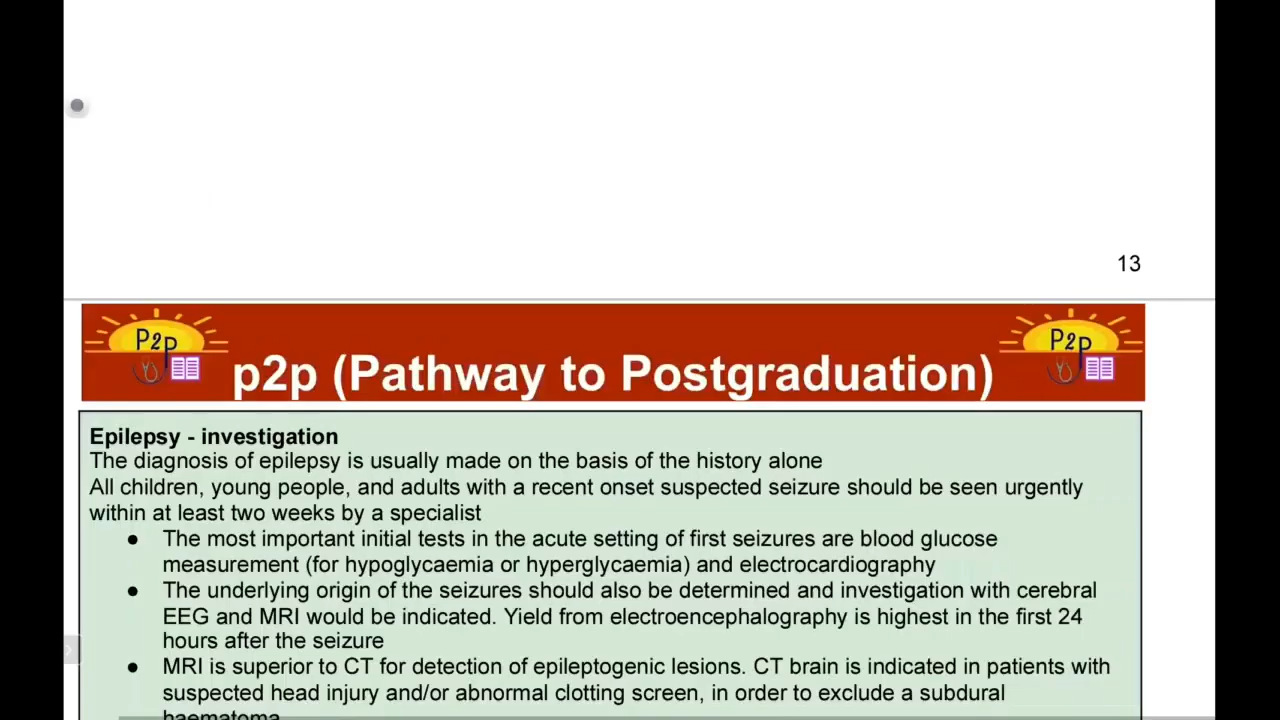 13
P2P
P2P
p2p (Pathway to Postgraduation)
Epilepsy - investigation
The diagnosis of epilepsy is usually made on the basis of the history alone
All children, young people, and adults with a recent onset suspected seizure should be seen urgently
within at least two weeks by a specialist
● The most important initial tests in the acute setting of first seizures are blood glucose
measurement (for hypoglycaemia or hyperglycaemia) and electrocardiography
● The underlying origin of the seizures should also be determined and investigation with cerebral
EEG and MRI would be indicated. Yield from electroencephalography is highest in the first 24
hours after the seizure
● MRI is superior to CT for detection of epileptogenic lesions. CT brain is indicated in patients with
suspected head injury and/or abnormal clotting screen, in order to exclude a subdural
haematoma